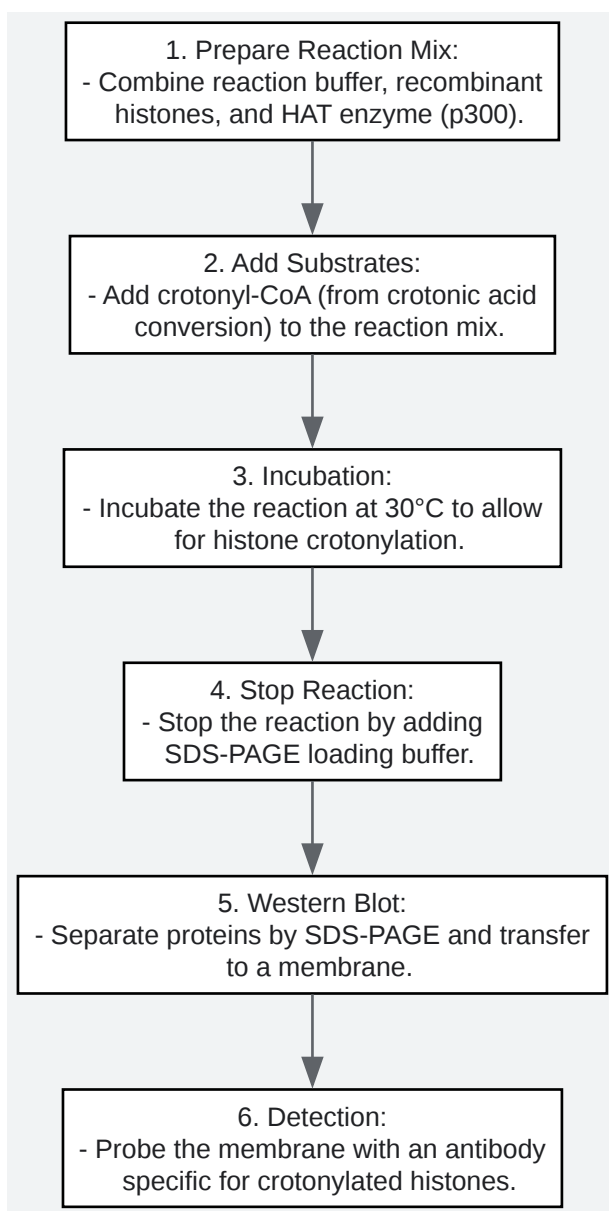 1. Prepare Reaction Mix:
- Combine reaction buffer, recombinant
histones, and HAT enzyme (p300).
2. Add Substrates:
- Add crotonyl-CoA (from crotonic acid
conversion) to the reaction mix.
3. Incubation:
- Incubate the reaction at 30°C to allow
for histone crotonylation.
4. Stop Reaction:
- Stop the reaction by adding
SDS-PAGE loading buffer.
5. Western Blot:
- Separate proteins by SDS-PAGE and transfer
to a membrane.
6. Detection:
- Probe the membrane with an antibody
specific for crotonylated histones.